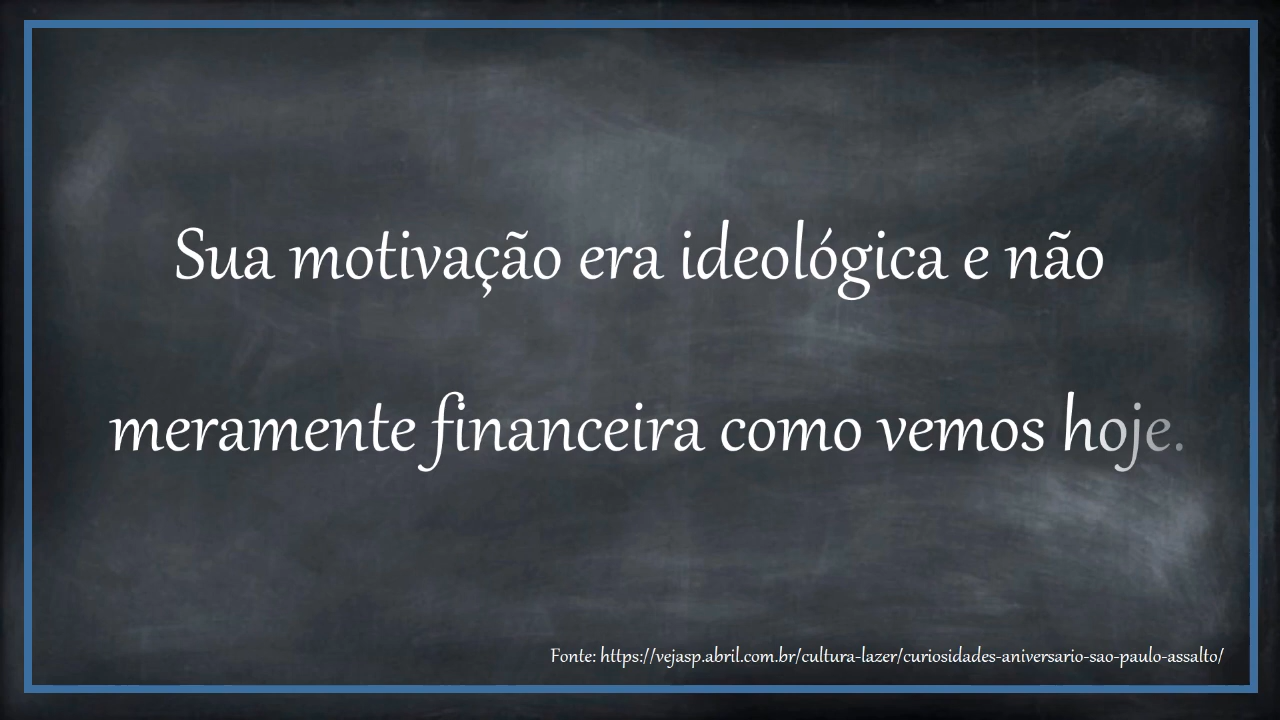 Sua motivação era ideológica e não
meramente financeira como vemos hoje.
Fonte: https://vejasp.abril.com.br/cultura-lazer/curiosidades-aniversario-sao-paulo-assalto/